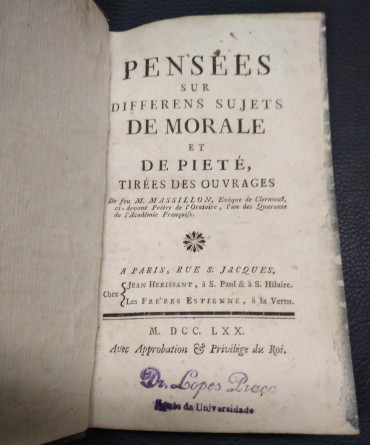 PENSÉES
SUR
DIFFERENS SUJETS
DE MORALE
ET
DE PIETÉ,
TIRÉES DES OUVRAGES
De feu M. MASSILLON, Evêque de Clermont,
ci-devant Prêtre de l'Oratoire, l'un des Quarante
de l'Académie Françoise.
A PARIS, RUE S. JACQUES,
Chez
JEAN HERISSANT, à S. Paul & à S. Hilaire.
Les FRERES ESTIENNE, à la Vertu.
M. DCC. LXX.
Avec Approbation & Privilége du Roi.
Dr. Lopes Praça
da Universidade